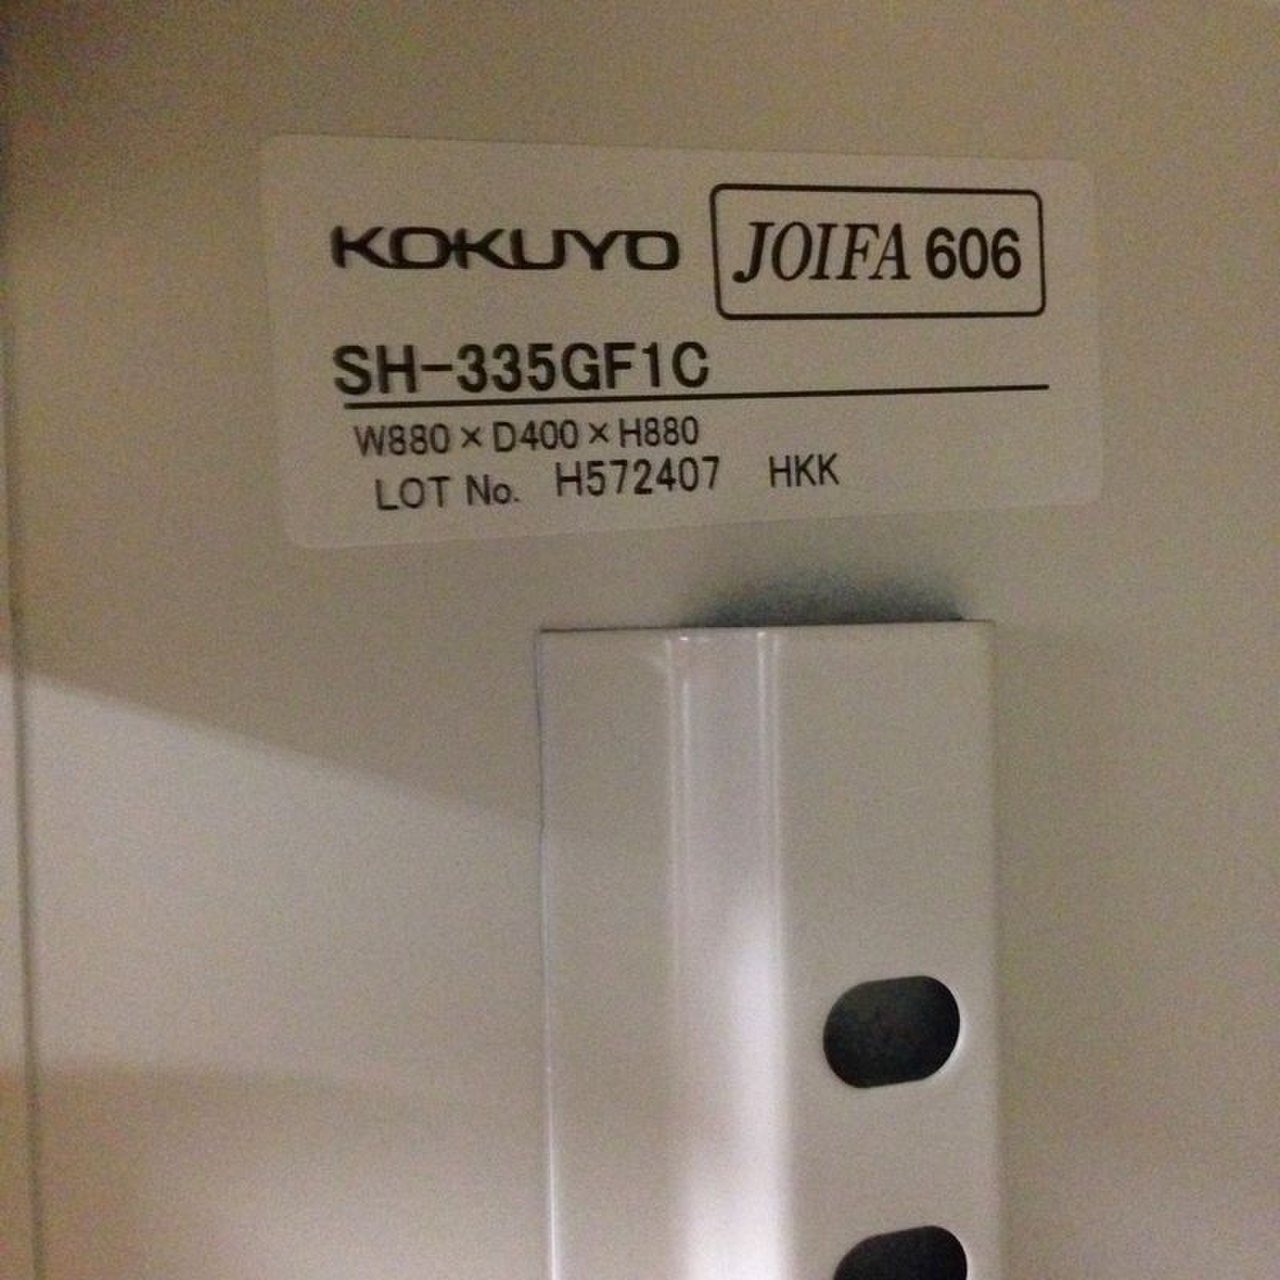 KOKUYO JOIFA 606
SH-335GF1C
W880×D400×H880
LOT No. H572407 HKK